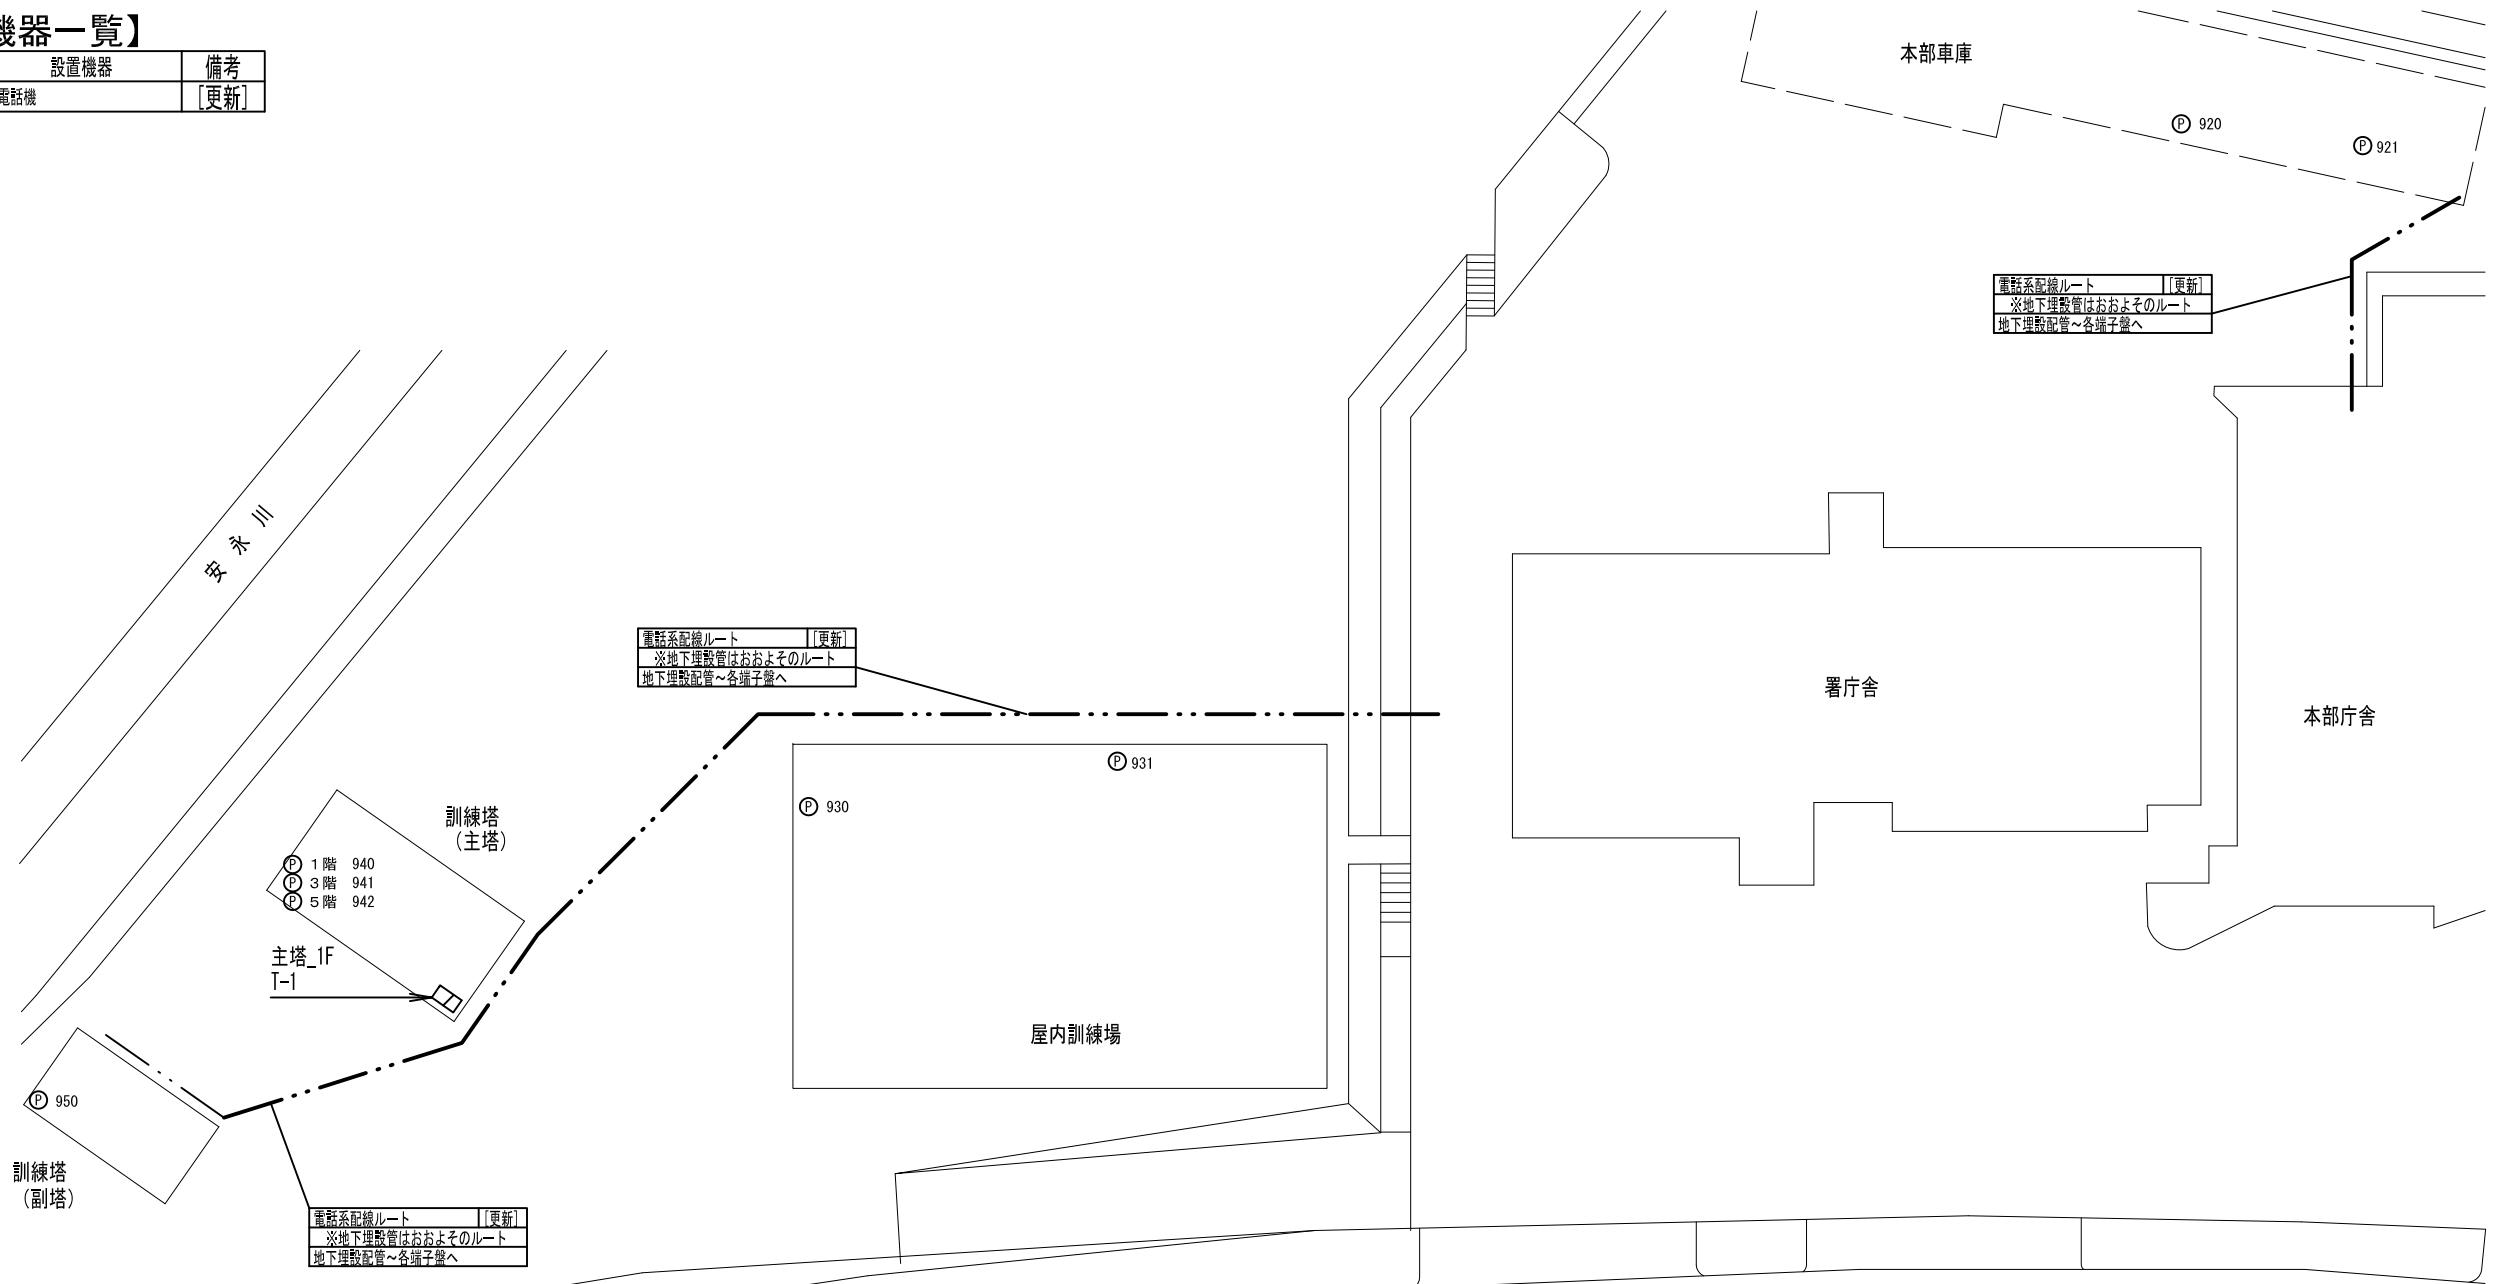 機器一覧】
設置機器 備考
電話機 [更新]
本部車庫
P 920
P 921
電話系配線ルート [更新]
※地下埋設管はおおよそのルート
地下埋設配管～各端子盤へ
安永川
電話系配線ルート [更新]
※地下埋設管はおおよそのルート
地下埋設配管～各端子盤へ
署庁舎
本部庁舎
P 931
P 930
訓練塔
(主塔)
P 1階 940
P 3階 941
P 5階 942
主塔_1F
T-1
屋内訓練場
P 950
訓練塔
(副塔)
電話系配線ルート [更新]
※地下埋設管はおおよそのルート
地下埋設配管～各端子盤へ